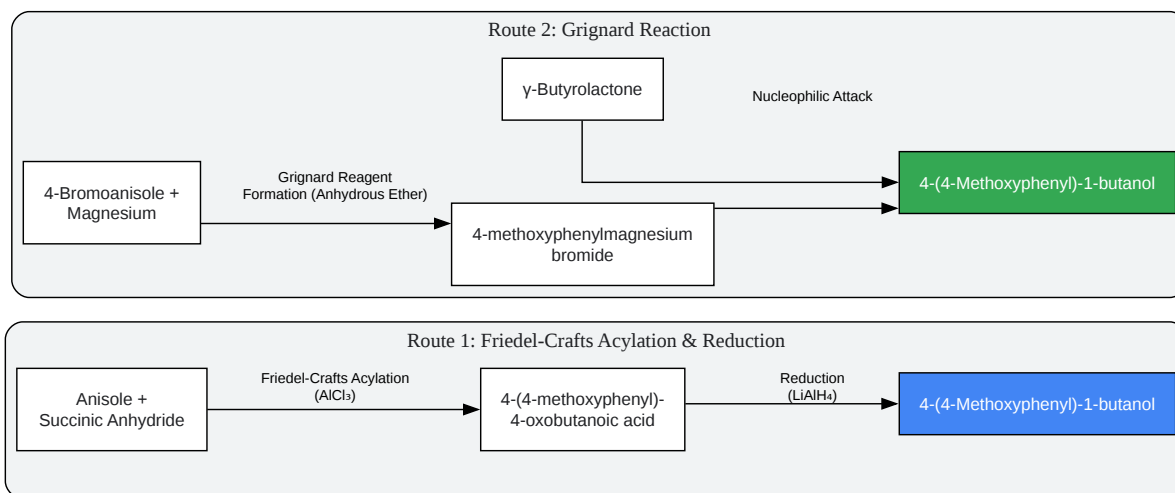 Route 2: Grignard Reaction
γ-Butyrolactone
Nucleophilic Attack
4-Bromoanisole +
Magnesium
Grignard Reagent
Formation (Anhydrous Ether)
4-methoxyphenylmagnesium
bromide
4-(4-Methoxyphenyl)-1-butanol
Route 1: Friedel-Crafts Acylation & Reduction
Anisole +
Succinic Anhydride
Friedel-Crafts Acylation
(AlCl₃)
4-(4-methoxyphenyl)-
4-oxobutanoic acid
Reduction
(LiAlH₄)
4-(4-Methoxyphenyl)-1-butanol